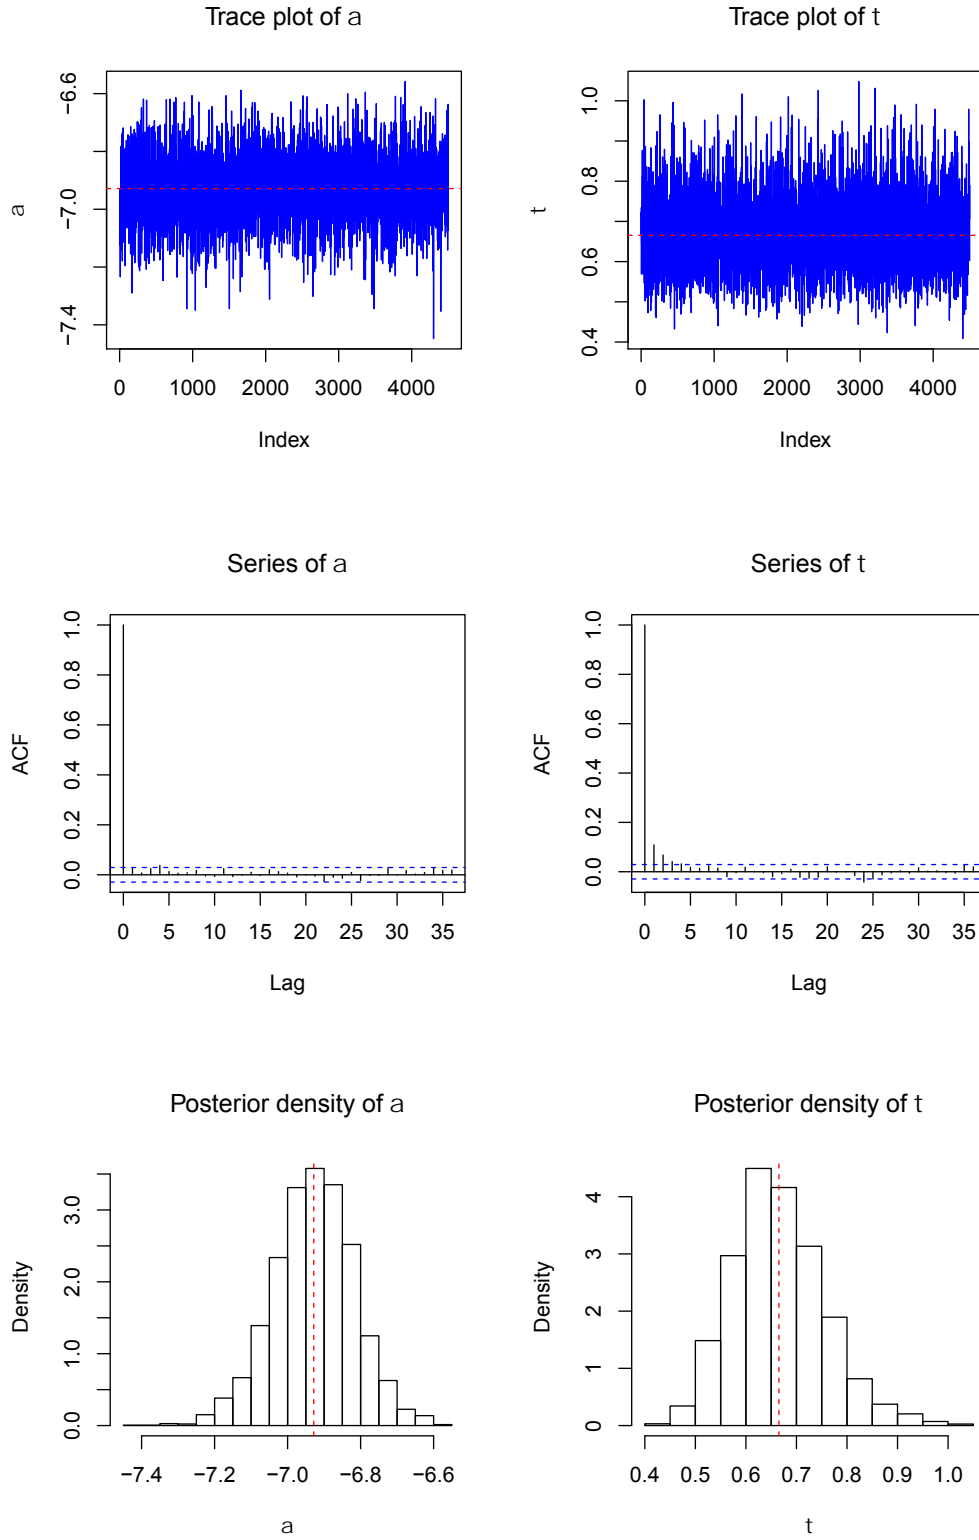 Trace plot of a
−6.6
−7.0
−7.4
a
0 1000 2000 3000 4000
Index
Trace plot of t
1.0
0.8
0.6
0.4
t
0 1000 2000 3000 4000
Index
Series of a
1.0
0.8
0.6
0.4
0.2
0.0
ACF
0 5 10 15 20 25 30 35
Lag
Series of t
1.0
0.8
0.6
0.4
0.2
0.0
ACF
0 5 10 15 20 25 30 35
Lag
Posterior density of a
3.0
2.0
1.0
0.0
Density
−7.4 −7.2 −7.0 −6.8 −6.6
a
Posterior density of t
4
3
2
1
0
Density
0.4 0.5 0.6 0.7 0.8 0.9 1.0
t